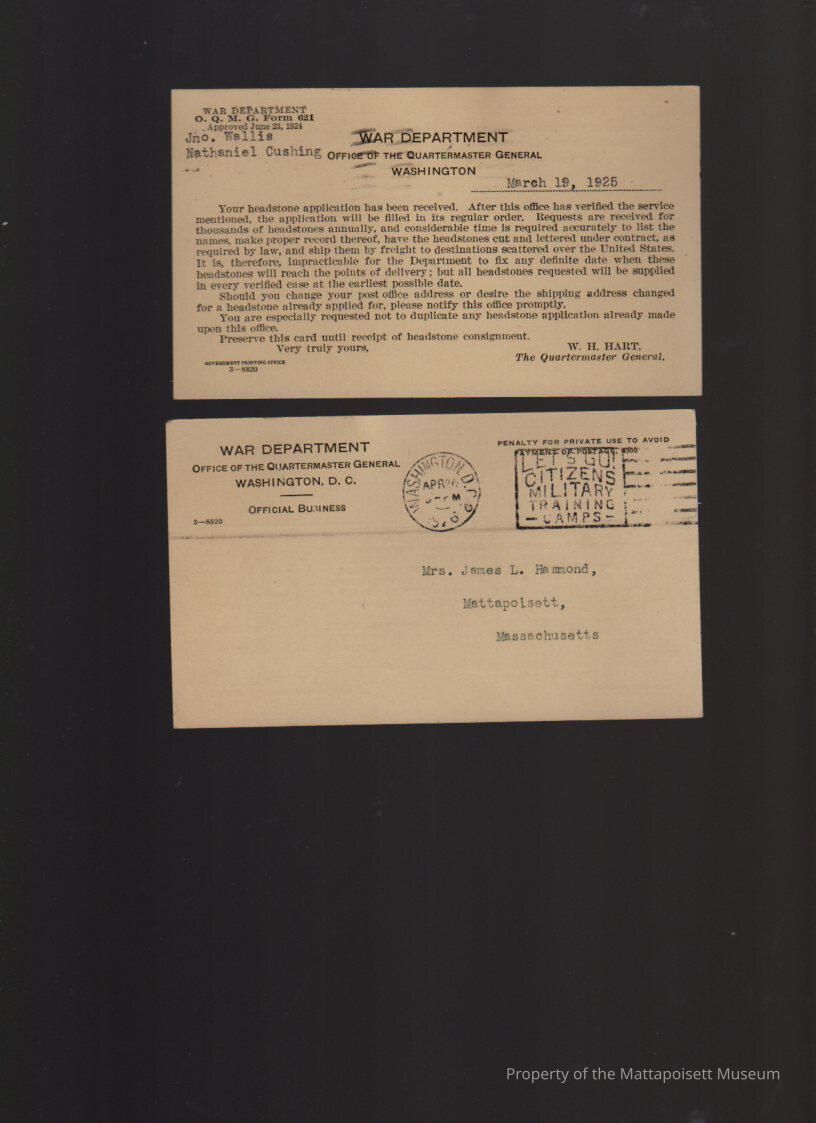 WAR DEPARTMENT
O. Q. M. G. Form 621
Approved June 23, 1924
Jno. Wallis
Nathaniel Cushing
WAR DEPARTMENT
OFFICE OF THE QUARTERMASTER GENERAL
WASHINGTON
March 19, 1925
Your headstone application has been received. After this office has verified the service
mentioned, the application will be filled in its regular order. Requests are received for
thousands of headstones annually, and considerable time is required accurately to list the
names, make proper record thereof, have the headstones cut and lettered under contract, as
required by law, and ship them by freight to destinations scattered over the United States.
It is, therefore, impracticable for the Department to fix any definite date when these
headstones will reach the points of delivery; but all headstones requested will be supplied
in every verified case at the earliest possible date.
Should you change your post office address or desire the shipping address changed
for a headstone already applied for, please notify this office promptly.
You are especially requested not to duplicate any headstone application already made
upon this office.
Preserve this card until receipt of headstone consignment.
Very truly yours,
W. H. HART,
The Quartermaster General.
GOVERNMENT PRINTING OFFICE
3—8820
WAR DEPARTMENT
OFFICE OF THE QUARTERMASTER GENERAL
WASHINGTON, D. C.
OFFICIAL BUSINESS
3—8820
WASHINGTON, D.C.
APR 26
PM
PENALTY FOR PRIVATE USE TO AVOID
PAYMENT OF POSTAGE, $300
LET'S GO!
CITIZENS
MILITARY
TRAINING
- CAMPS -
Mrs. James L. Hammond,
Mattapoisett,
Massachusetts
Property of the Mattapoisett Museum